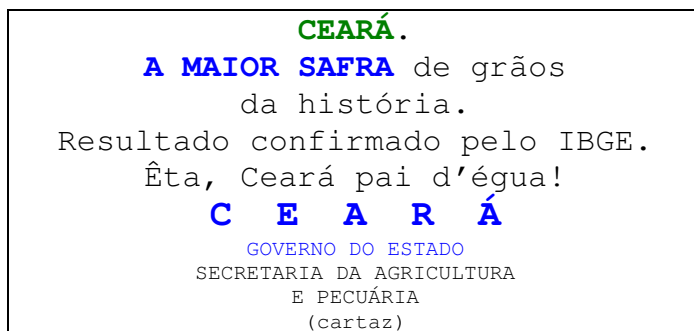 CEARÁ.
A MAIOR SAFRA de grãos
da história.
Resultado confirmado pelo IBGE.
Êta, Ceará pai d’égua!
C E A R Á
GOVERNO DO ESTADO
SECRETARIA DA AGRICULTURA
E PECUÁRIA
(cartaz)